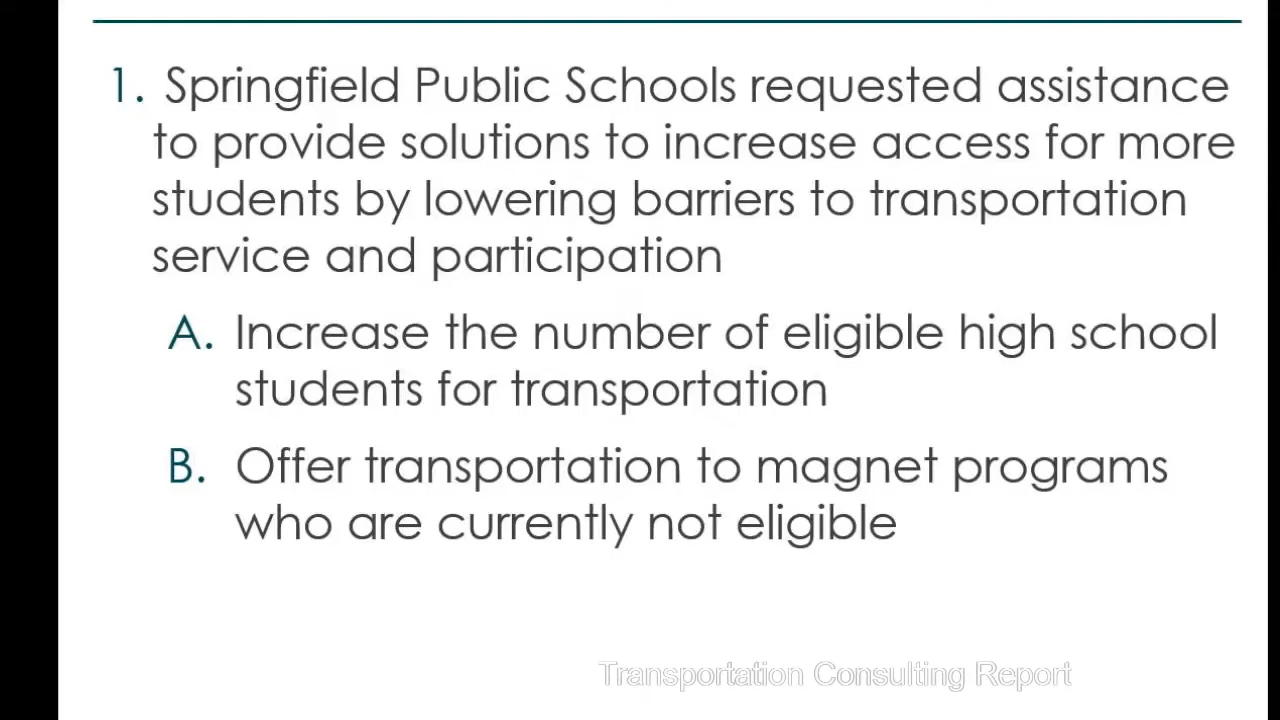 1. Springfield Public Schools requested assistance
to provide solutions to increase access for more
students by lowering barriers to transportation
service and participation
A. Increase the number of eligible high school
students for transportation
B. Offer transportation to magnet programs
who are currently not eligible
Transportation Consulting Report